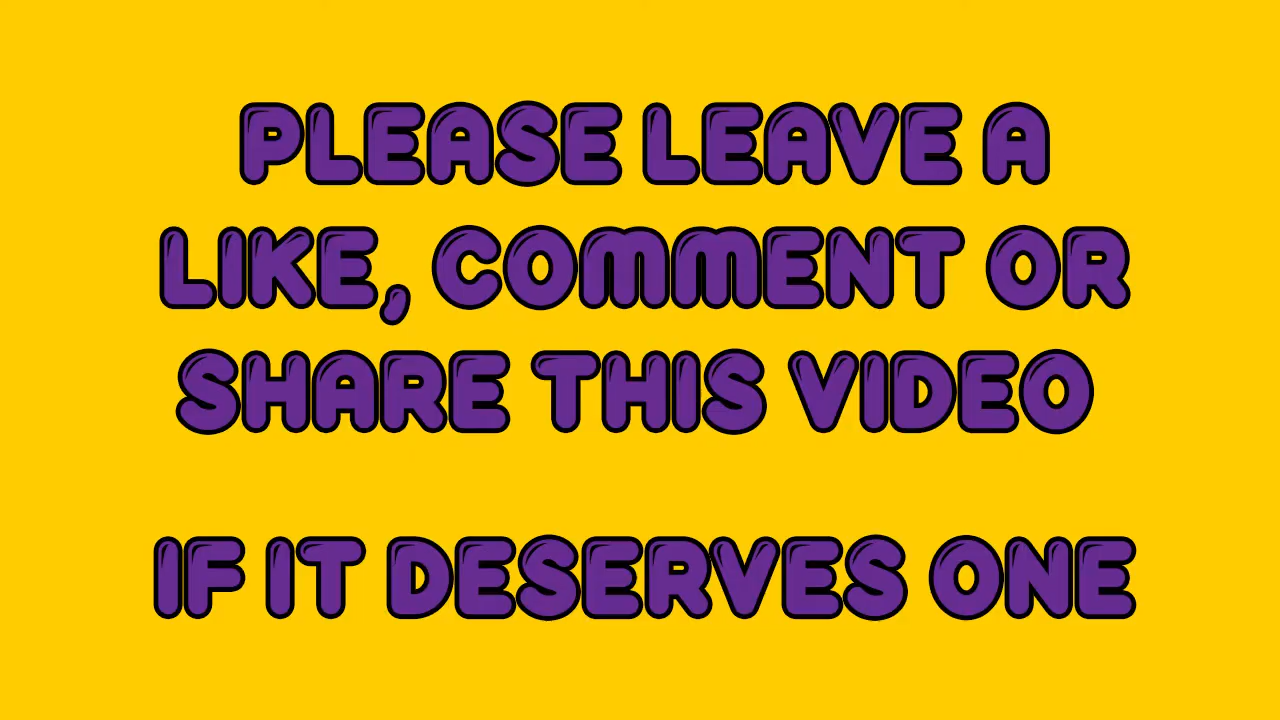 PLEASE LEAVE A
LIKE, COMMENT OR
SHARE THIS VIDEO
IF IT DESERVES ONE